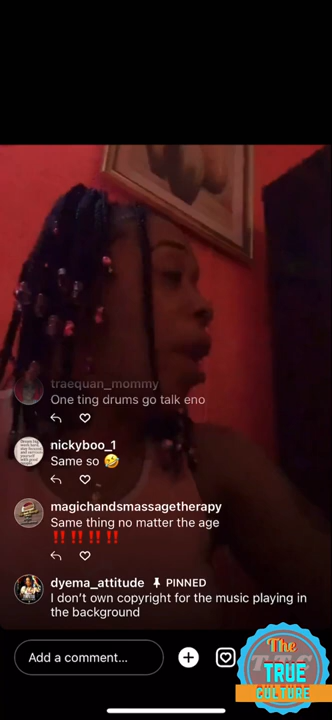 traequan_mommy
One ting drums go talk eno
nickyboo_1
Same so 🤣
magichandsmassagetherapy
Same thing no matter the age
‼️‼️‼️‼️
dyema_attitude PINNED
I don't own copyright for the music playing in
the background
Add a comment...
The
TRUE
CULTURE